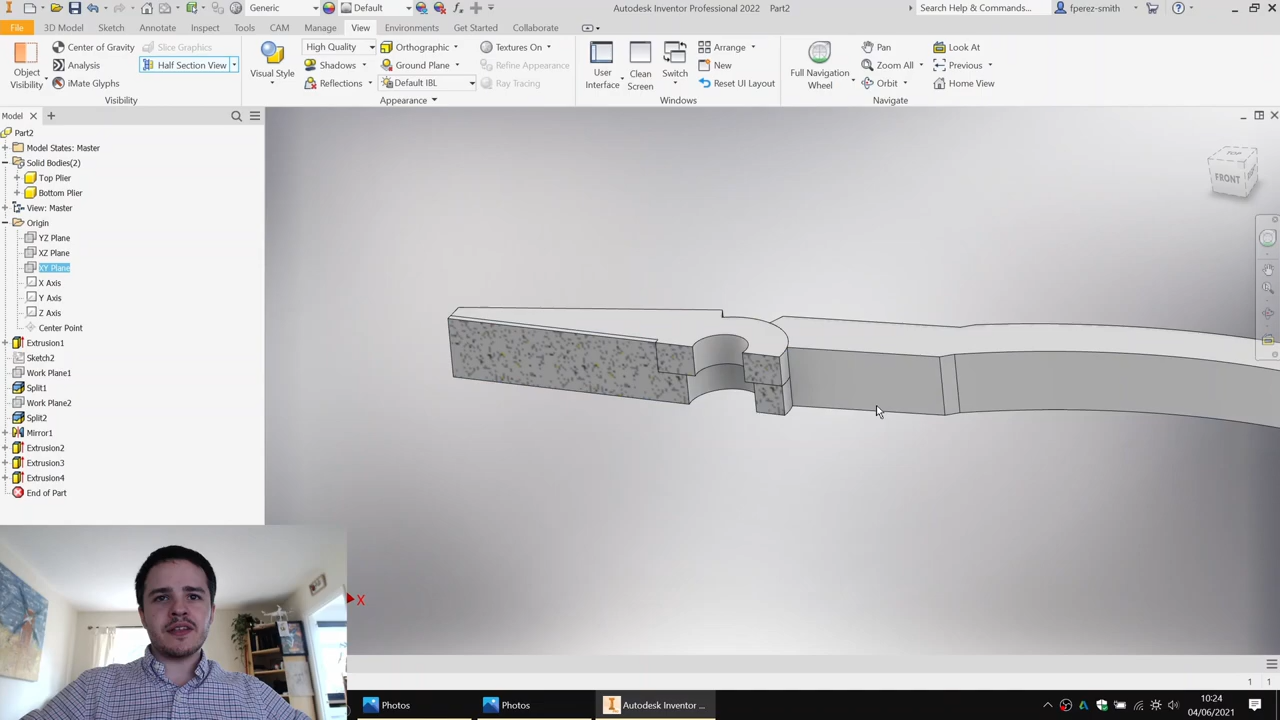 Generic
Default
Autodesk Inventor Professional 2022 Part2
Search Help & Commands...
fperez-smith
File 3D Model Sketch Annotate Inspect Tools Manage View Environments Get Started Collaborate
Object Visibility
Center of Gravity
Slice Graphics
Analysis
Half Section View
iMate Glyphs
Visibility
Visual Style
High Quality
Shadows
Reflections
Orthographic
Ground Plane
Default IBL
Textures On
Refine Appearance
Ray Tracing
Appearance
User Interface
Clean Screen
Switch
Arrange
New
Reset UI Layout
Windows
Full Navigation Wheel
Pan
Zoom All
Orbit
Look At
Previous
Home View
Navigate
Model
Part2
Model States: Master
Solid Bodies(2)
Top Plier
Bottom Plier
View: Master
Origin
YZ Plane
XZ Plane
XY Plane
X Axis
Y Axis
Z Axis
Center Point
Extrusion1
Sketch2
Work Plane1
Split1
Work Plane2
Split2
Mirror1
Extrusion2
Extrusion3
Extrusion4
End of Part
TOP
FRONT
X
1 1
Photos
Photos
Autodesk Inventor ...
10:24
04/06/2021